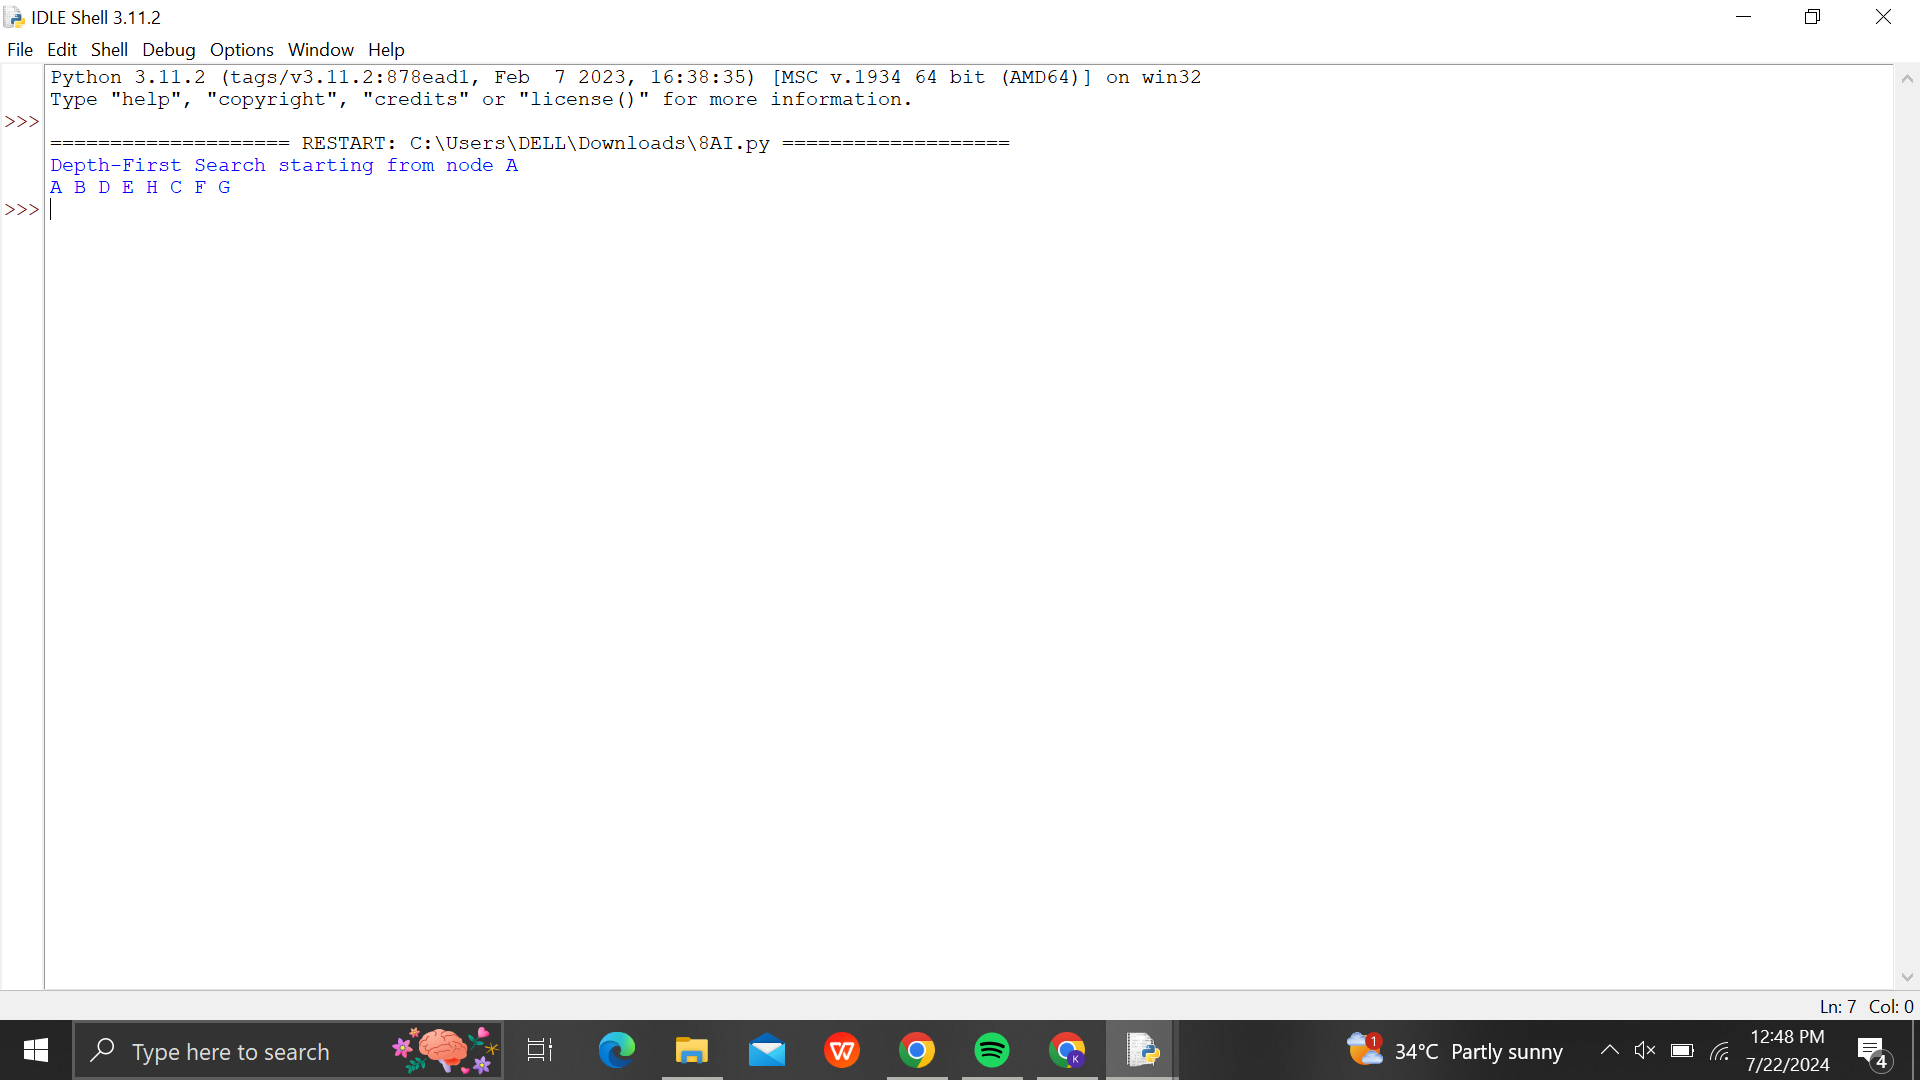 IDLE Shell 3.11.2
File Edit Shell Debug Options Window Help
Python 3.11.2 (tags/v3.11.2:878ead1, Feb  7 2023, 16:38:35) [MSC v.1934 64 bit (AMD64)] on win32
Type "help", "copyright", "credits" or "license()" for more information.
>>>
==================== RESTART: C:\Users\DELL\Downloads\8AI.py ===================
Depth-First Search starting from node A
A B D E H C F G
>>>
Ln: 7 Col: 0
Type here to search
W
K
1
34°C Partly sunny
12:48 PM
7/22/2024
4